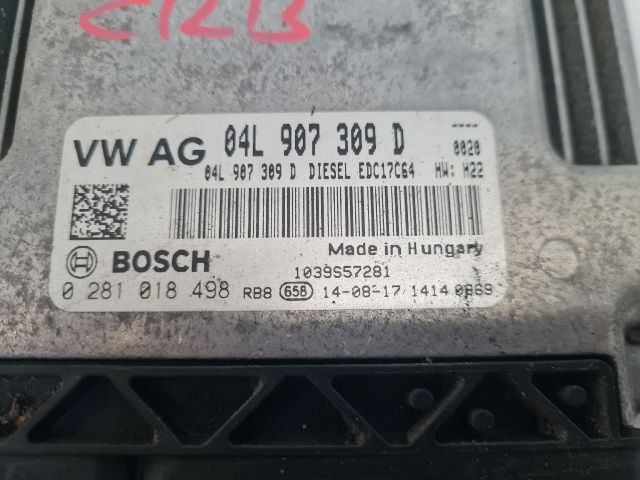 VW AG 04L 907 309 D ----
0020
04L 907 309 D DIESEL EDC17C64 HW: H22
Made in Hungary
BOSCH 1039S57281
0 281 018 498 RB8 658 14-08-17 1414 0869